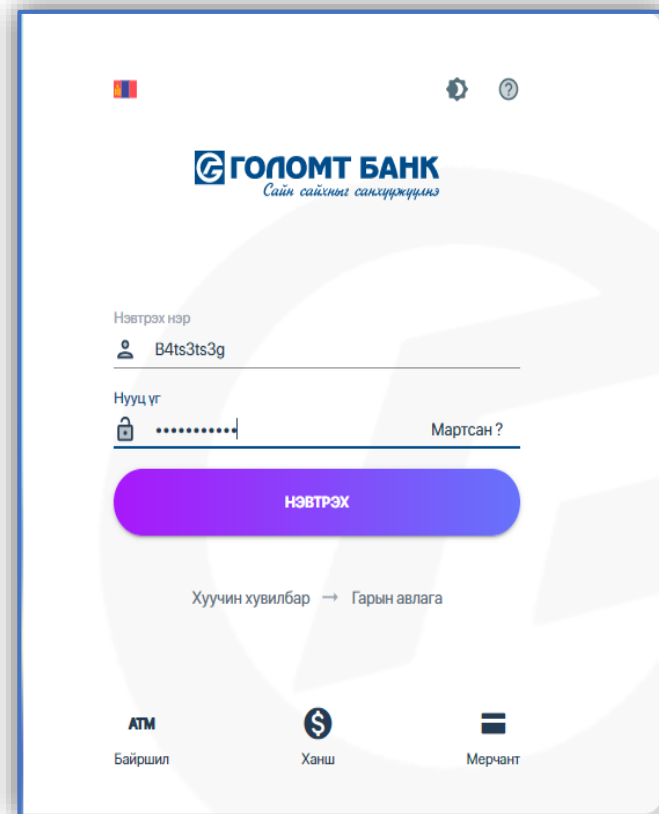 ГОЛОМТ БАНК
Сайн сайхныг санхүүжүүлнэ
Нэвтрэх нэр
B4ts3ts3g
Нууц үг
•••••••••••
Мартсан ?
НЭВТРЭХ
Хуучин хувилбар → Гарын авлага
ATM
Байршил
Ханш
Мерчант